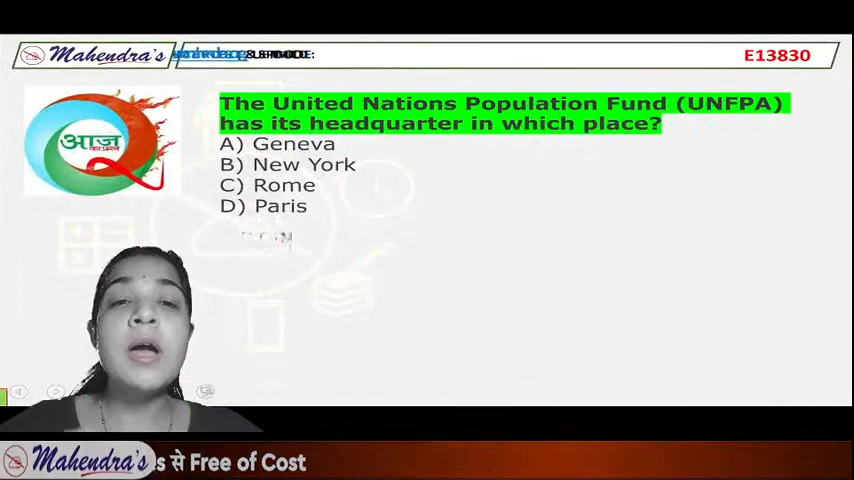 Mahendra's
E13830
The United Nations Population Fund (UNFPA)
has its headquarter in which place?
A) Geneva
B) New York
C) Rome
D) Paris
आज
का प्रश्न
Mahendra's
से Free of Cost